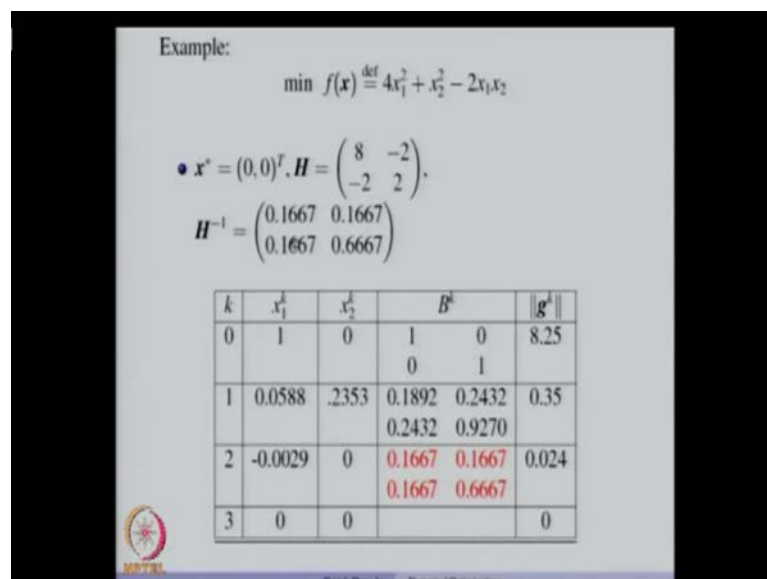 Example:
min f(x) ≝ 4x₁² + x₂² − 2x₁x₂
• x* = (0,0)ᵀ, H = ( 8 −2
−2 2 ),
H⁻¹ = ( 0.1667 0.1667
0.1667 0.6667 )
k x₁ᵏ x₂ᵏ Bᵏ ||gᵏ||
0 1 0 1 0 8.25
0 1
1 0.0588 .2353 0.1892 0.2432 0.35
0.2432 0.9270
2 -0.0029 0 0.1667 0.1667 0.024
0.1667 0.6667
3 0 0 0
NPTEL